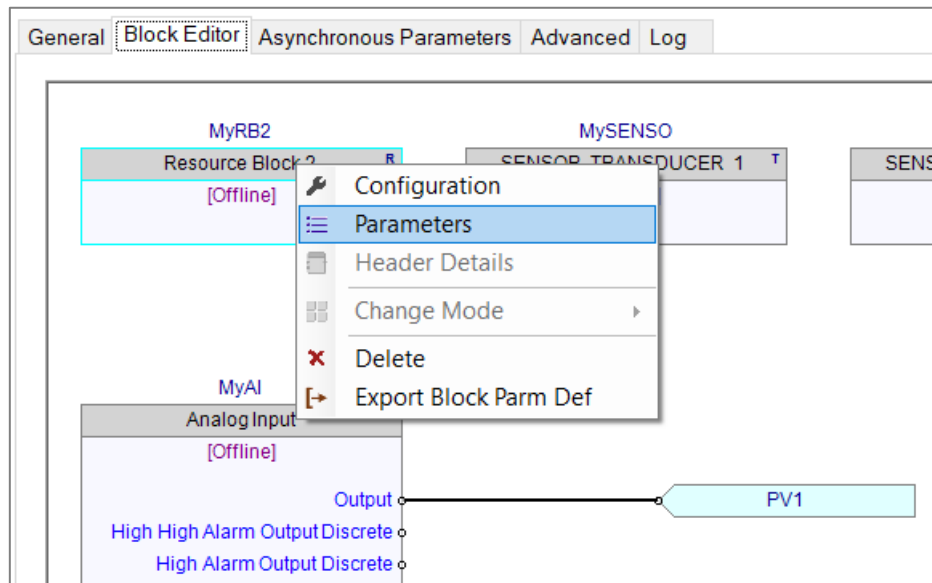 General Block Editor Asynchronous Parameters Advanced Log
MyRB2 MySENSO
Resource Block 2 R SENSOR_TRANSDUCER_1 T SENS
[Offline]
Configuration
Parameters
Header Details
Change Mode
Delete
Export Block Parm Def
MyAI
Analog Input
[Offline]
Output PV1
High High Alarm Output Discrete
High Alarm Output Discrete